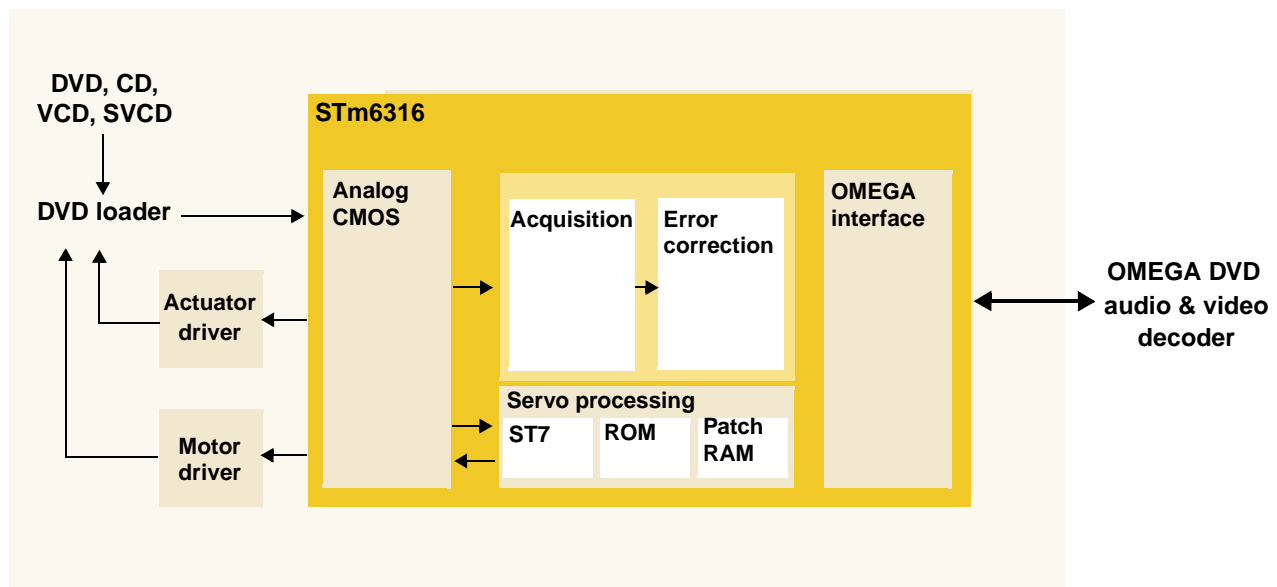 DVD, CD,
VCD, SVCD
STm6316
DVD loader
Analog
CMOS
Acquisition
Error
correction
OMEGA
interface
Actuator
driver
OMEGA DVD
audio & video
decoder
Servo processing
ST7
ROM
Patch
RAM
Motor
driver